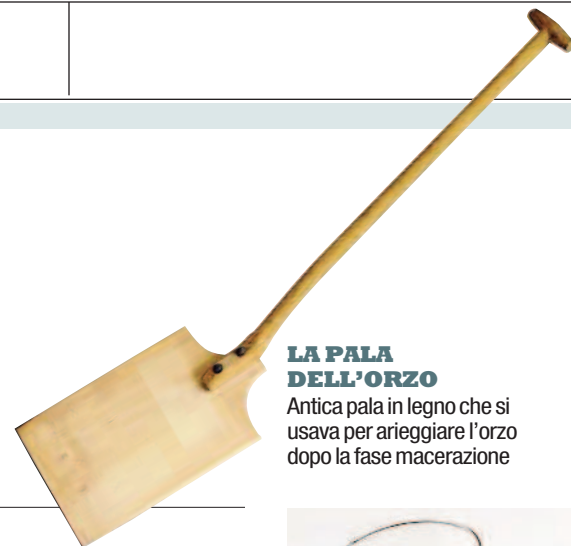 LA PALA
DELL'ORZO
Antica pala in legno che si
usava per arieggiare l'orzo
dopo la fase macerazione